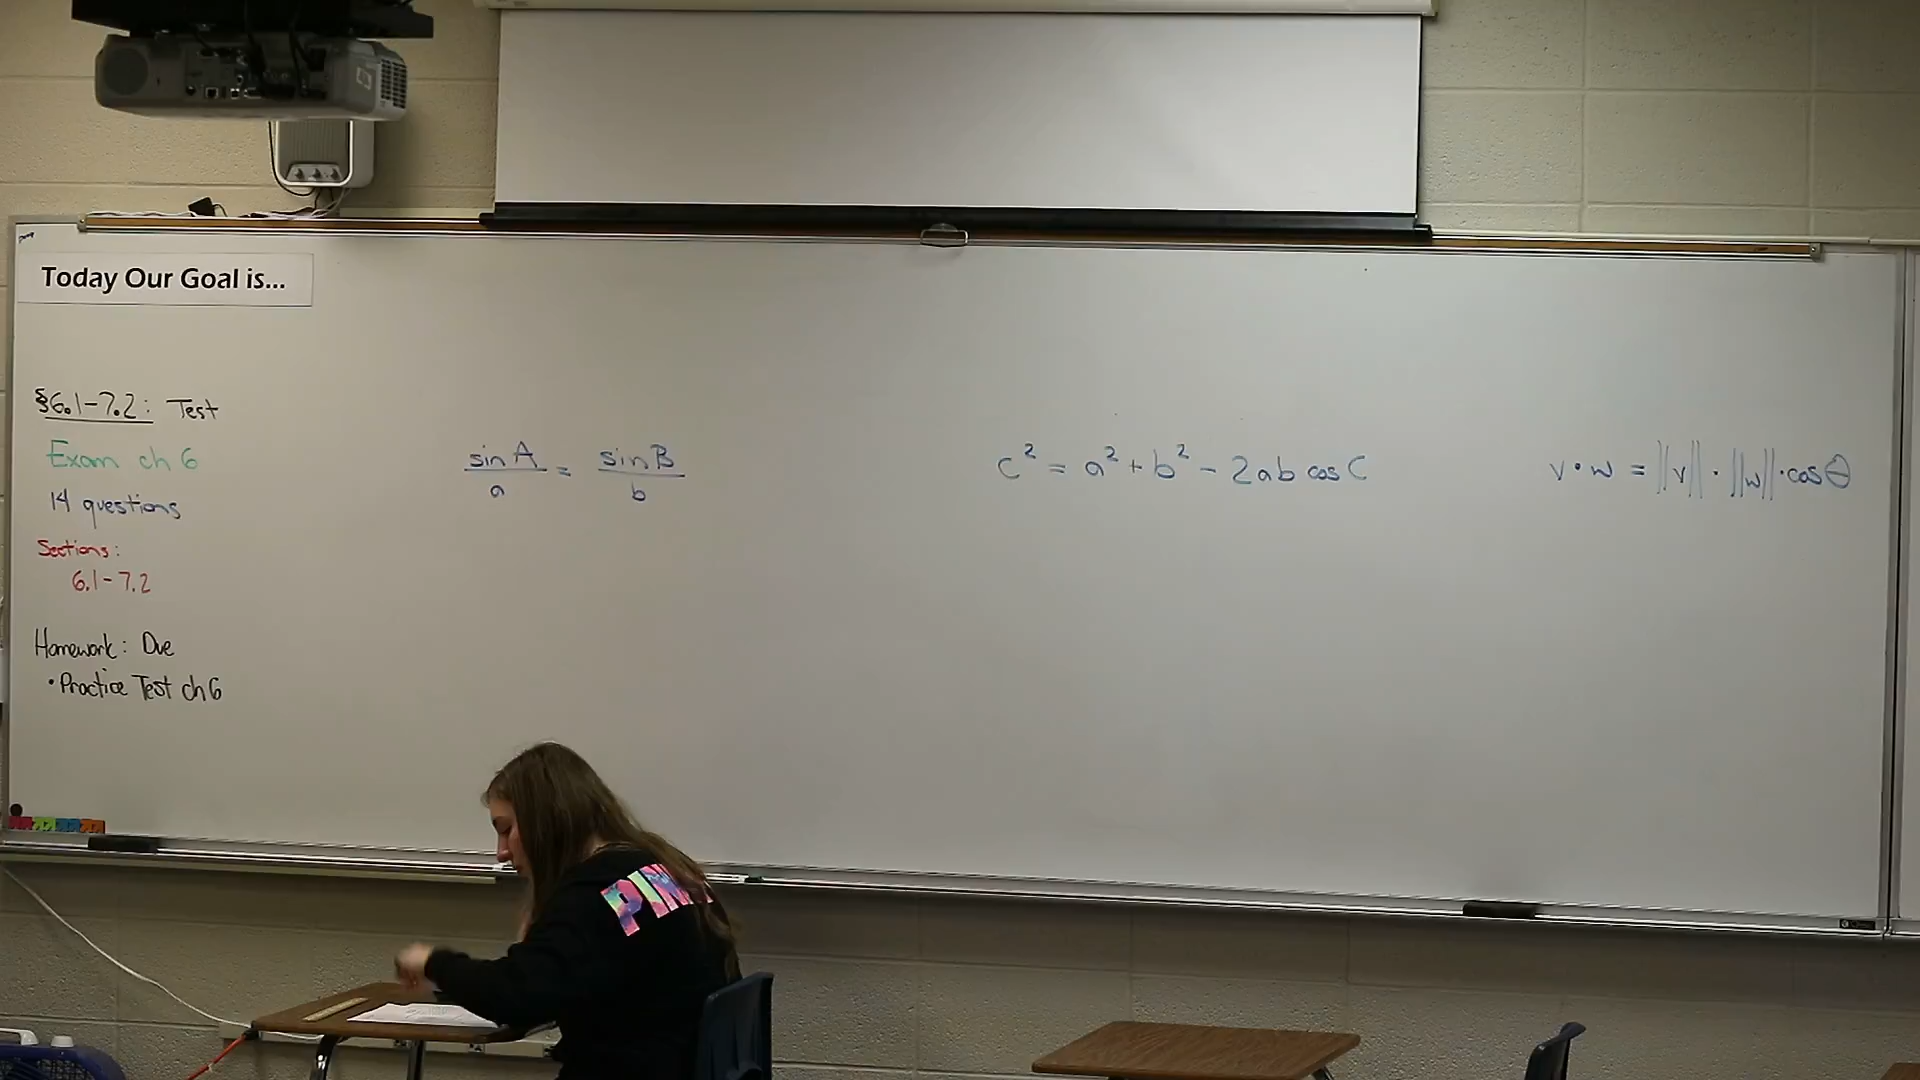 Today Our Goal is...
§6.1-7.2: Test
Exam ch 6
14 questions
Sections:
6.1-7.2
Homework: Due
•Practice Test ch 6
sin A / a = sin B / b
c² = a² + b² - 2ab cos C
v • w = ||v|| • ||w|| • cos θ
PIN